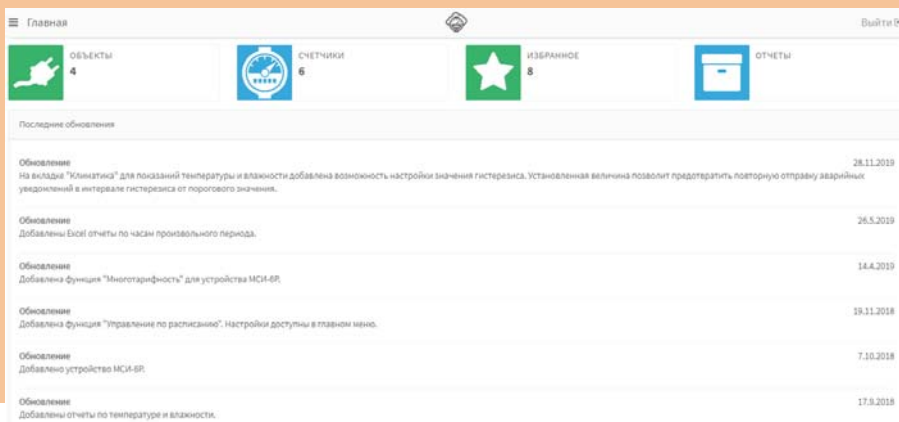 Главная
Выйти
ОБЪЕКТЫ
4
СЧЕТЧИКИ
6
ИЗБРАННОЕ
8
ОТЧЕТЫ
Последние обновления
Обновление 28.11.2019
На вкладке "Климатика" для показаний температуры и влажности добавлена возможность настройки значения гистерезиса. Установленная величина позволит предотвратить повторную отправку аварийных
уведомлений в интервале гистерезиса от порогового значения.
Обновление 26.5.2019
Добавлены Excel отчеты по часам произвольного периода.
Обновление 14.4.2019
Добавлена функция "Многотарифность" для устройства МСИ-6Р.
Обновление 19.11.2018
Добавлена функция "Управление по расписанию". Настройки доступны в главном меню.
Обновление 7.10.2018
Добавлено устройство МСИ-6Р.
Обновление 17.9.2018
Добавлены отчеты по температуре и влажности.